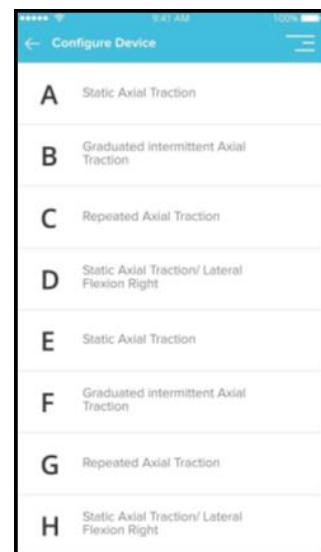 9:41 AM 100%
← Configure Device
A Static Axial Traction
B Graduated intermittent Axial
Traction
C Repeated Axial Traction
D Static Axial Traction/ Lateral
Flexion Right
E Static Axial Traction
F Graduated intermittent Axial
Traction
G Repeated Axial Traction
H Static Axial Traction/ Lateral
Flexion Right